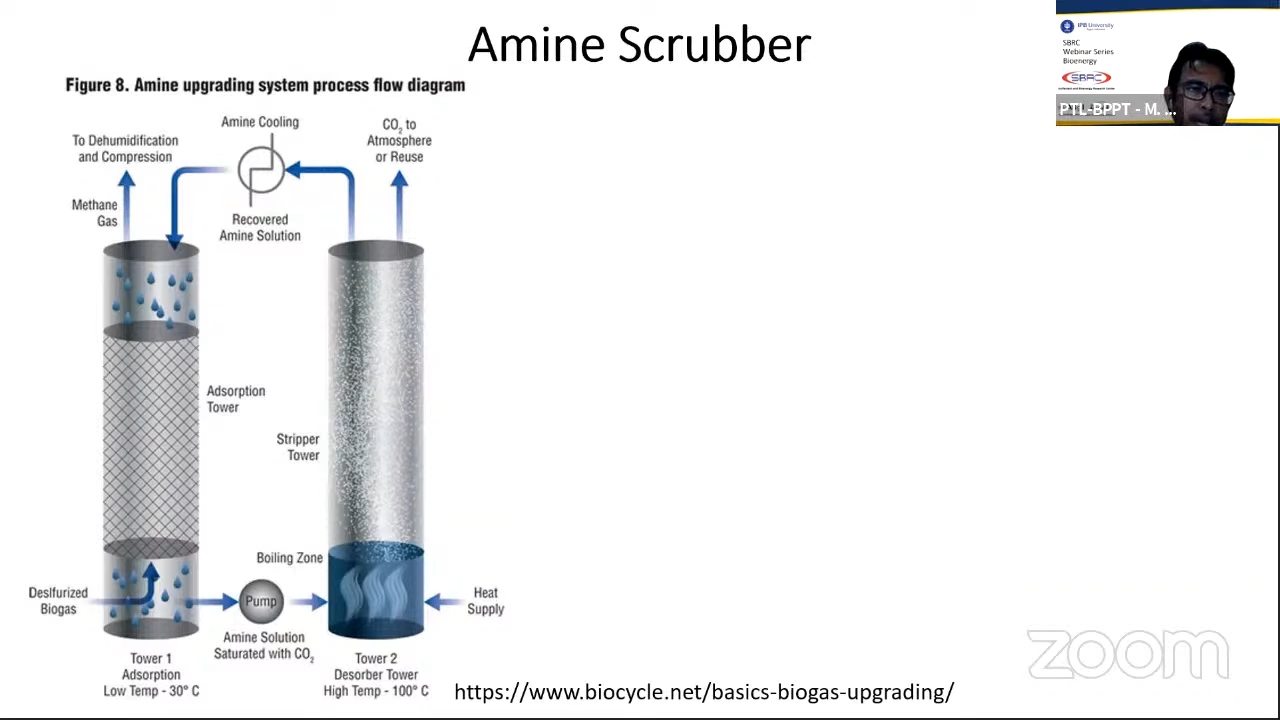 Amine Scrubber
IPB University
SBRC
Webinar Series
Bioenergy
SBRC
PTL-BPPT - M. ...
Figure 8. Amine upgrading system process flow diagram
Amine Cooling
CO2 to
Atmosphere
or Reuse
To Dehumidification
and Compression
Methane
Gas
Recovered
Amine Solution
Adsorption
Tower
Stripper
Tower
Boiling Zone
Deslfurized
Biogas
Pump
Heat
Supply
Amine Solution
Saturated with CO2
Tower 1
Adsorption
Low Temp - 30° C
Tower 2
Desorber Tower
High Temp - 100° C
https://www.biocycle.net/basics-biogas-upgrading/
zoom